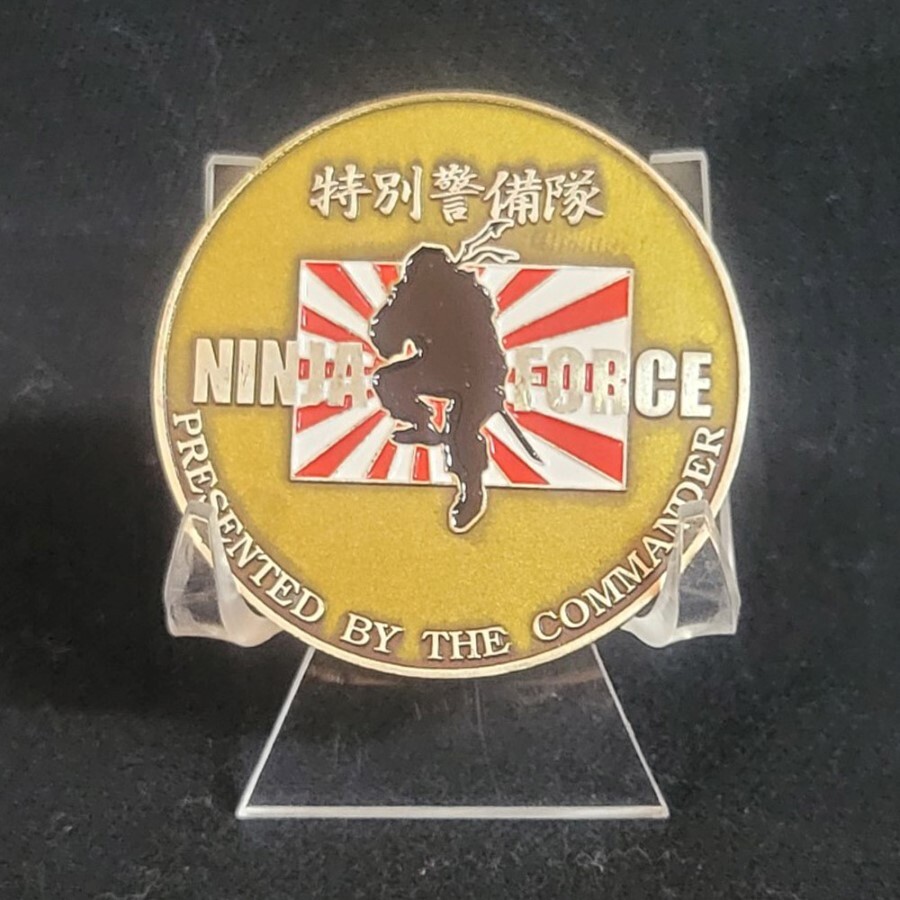 特別警備隊
NINJA FORCE
PRESENTED BY THE COMMANDER